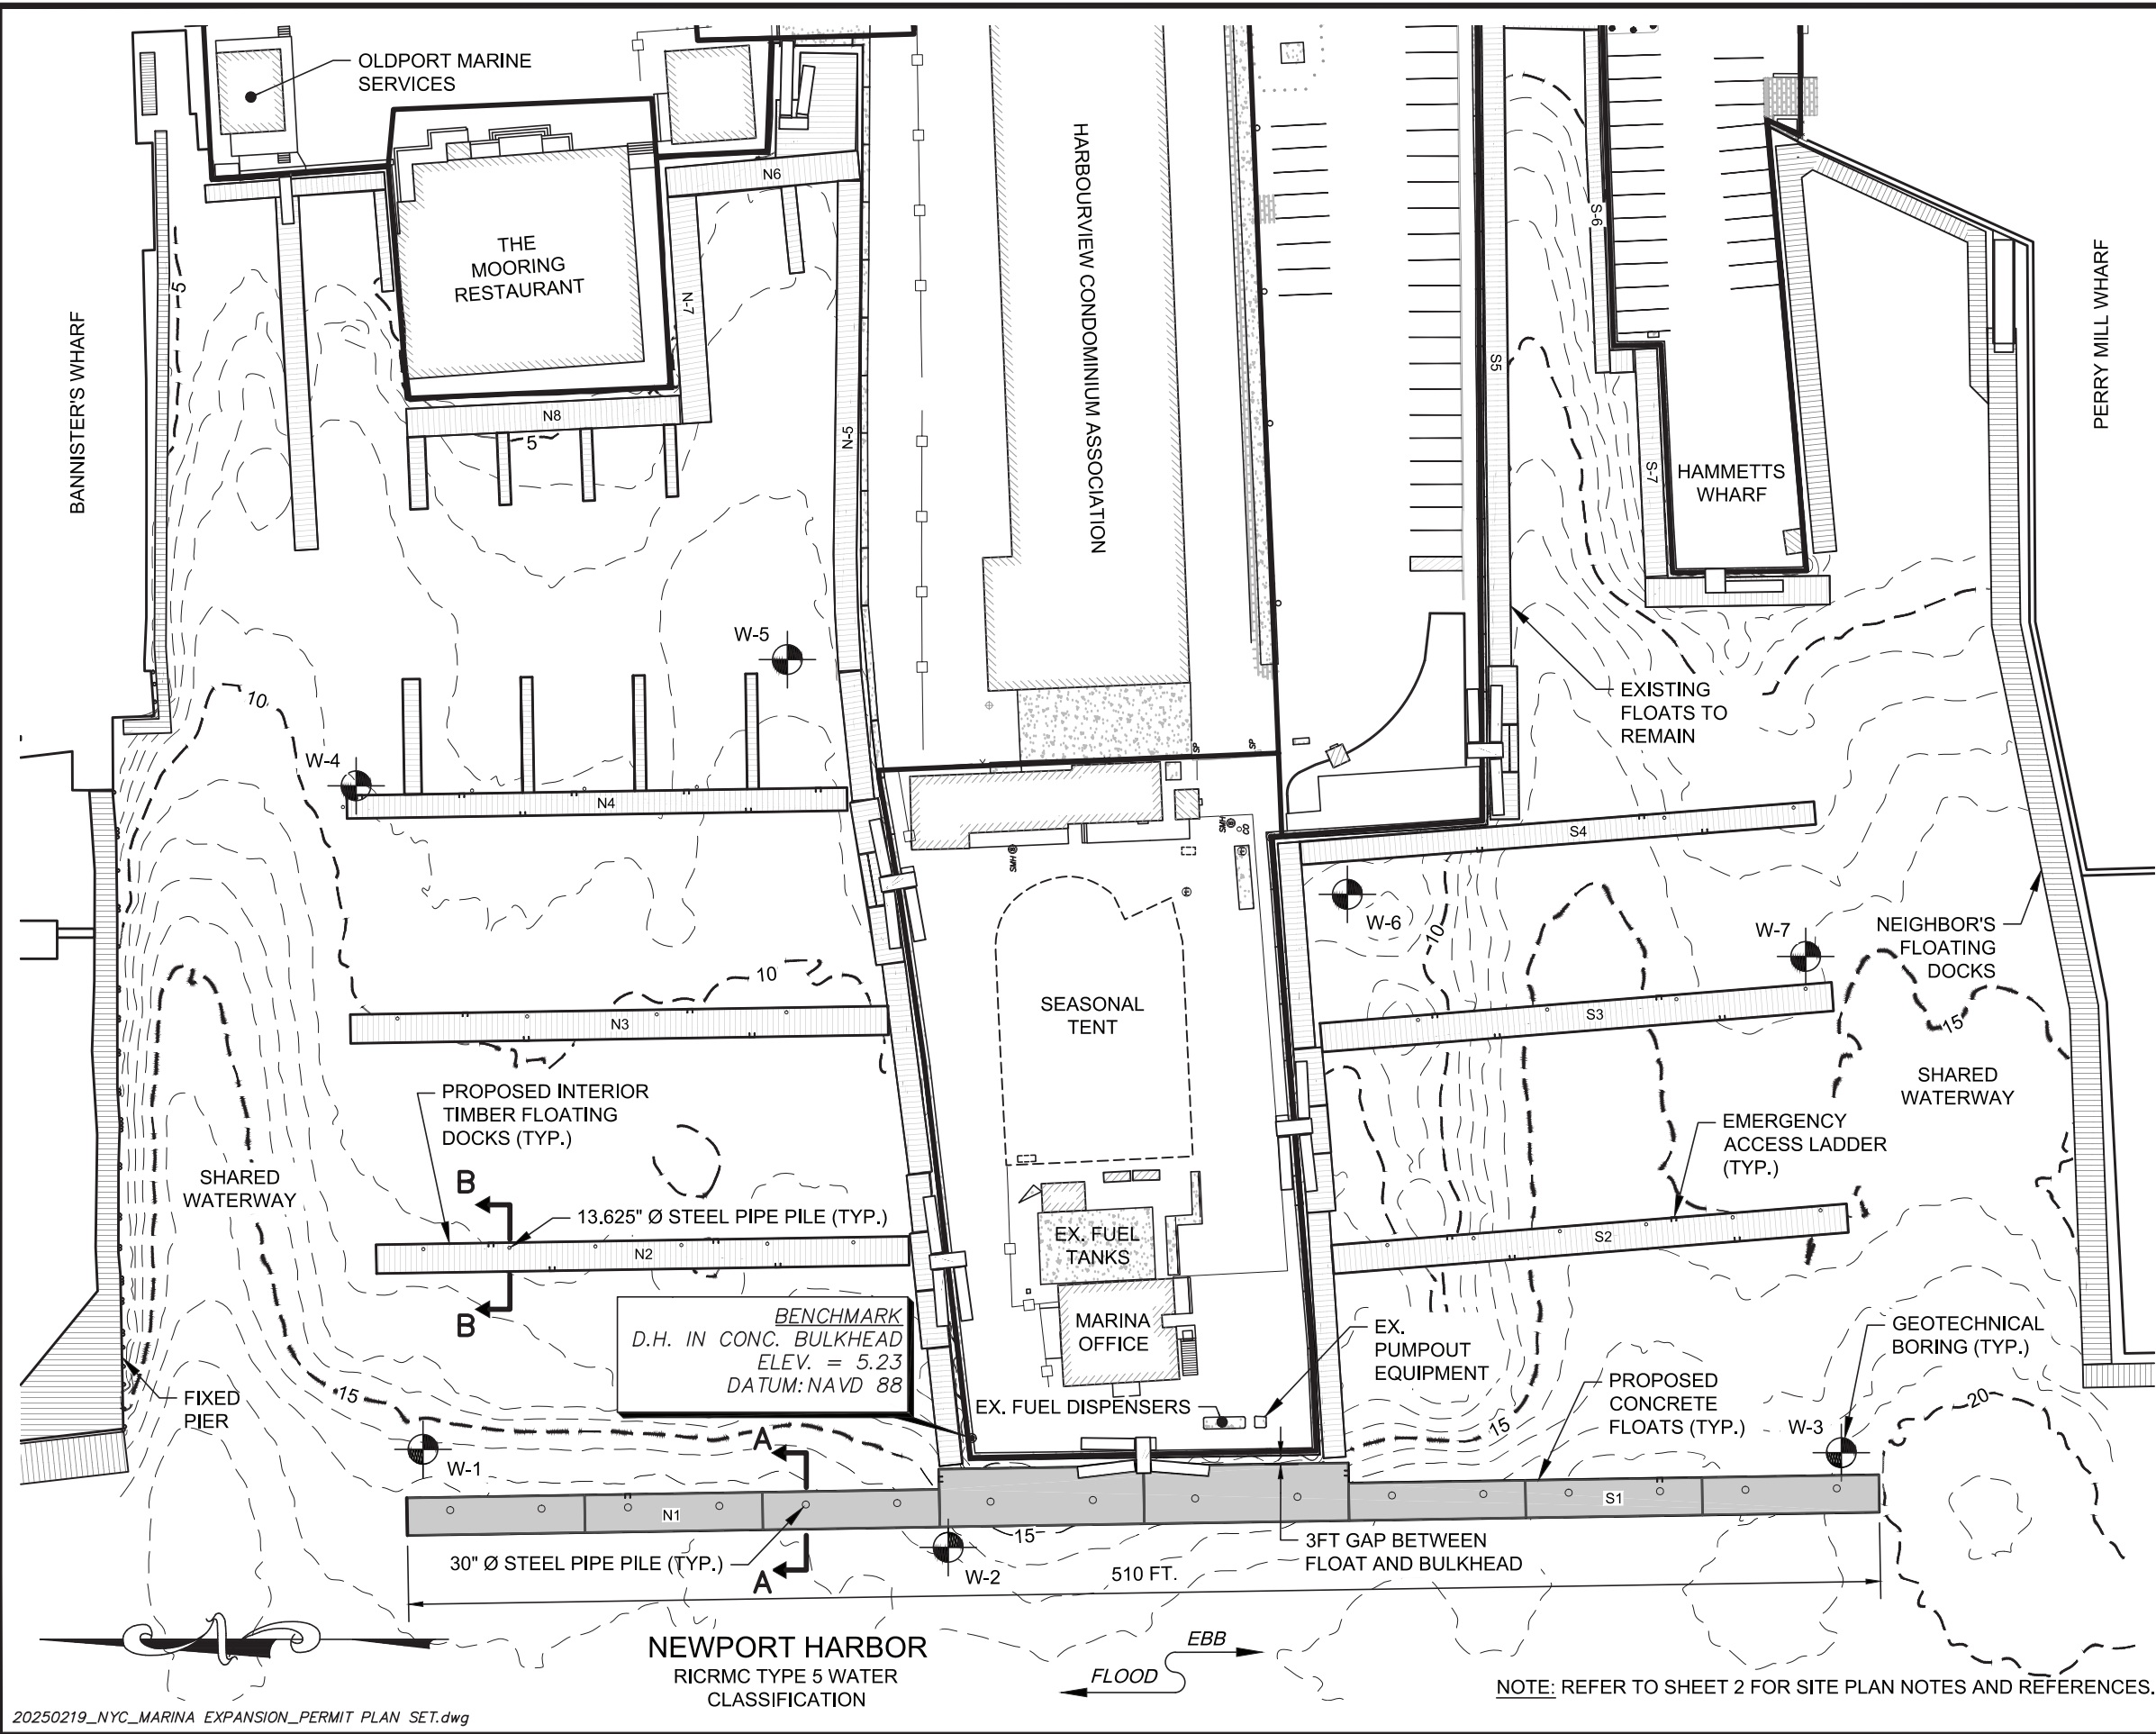 OLDPORT MARINE
SERVICES
THE
MOORING
RESTAURANT
N6
N-7
N8
5
5
N-5
BANNISTER'S WHARF
HARBOURVIEW CONDOMINIUM ASSOCIATION
S-6
S5
S-7
HAMMETTS
WHARF
PERRY MILL WHARF
W-5
10
W-4
N4
EXISTING
FLOATS TO
REMAIN
SP
SP
SMH
SMH
S4
W-6
10
W-7
NEIGHBOR'S
FLOATING
DOCKS
10
N3
SEASONAL
TENT
S3
15
SHARED
WATERWAY
PROPOSED INTERIOR
TIMBER FLOATING
DOCKS (TYP.)
EMERGENCY
ACCESS LADDER
(TYP.)
SHARED
WATERWAY
B
13.625" Ø STEEL PIPE PILE (TYP.)
N2
B
EX. FUEL
TANKS
S2
BENCHMARK
D.H. IN CONC. BULKHEAD
ELEV. = 5.23
DATUM: NAVD 88
MARINA
OFFICE
EX.
PUMPOUT
EQUIPMENT
GEOTECHNICAL
BORING (TYP.)
FIXED
PIER
15
EX. FUEL DISPENSERS
PROPOSED
CONCRETE
FLOATS (TYP.)
15
20
W-3
A
W-1
N1
S1
15
30" Ø STEEL PIPE PILE (TYP.)
A
W-2
3FT GAP BETWEEN
FLOAT AND BULKHEAD
510 FT.
N
NEWPORT HARBOR
RICRMC TYPE 5 WATER
CLASSIFICATION
EBB
FLOOD
NOTE: REFER TO SHEET 2 FOR SITE PLAN NOTES AND REFERENCES.
20250219_NYC_MARINA EXPANSION_PERMIT PLAN SET.dwg